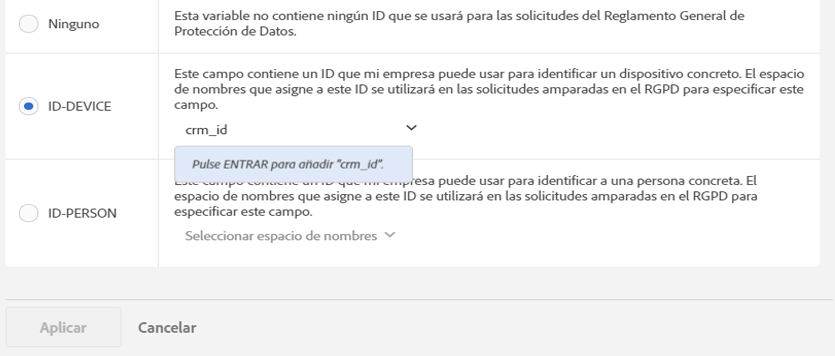 Ninguno
Esta variable no contiene ningún ID que se usará para las solicitudes del Reglamento General de
Protección de Datos.
ID-DEVICE
Este campo contiene un ID que mi empresa puede usar para identificar un dispositivo concreto. El espacio
de nombres que asigne a este ID se utilizará en las solicitudes amparadas en el RGPD para especificar este
campo.
crm_id
Pulse ENTRAR para añadir "crm_id".
ID-PERSON
Este campo contiene un ID que mi empresa puede usar para identificar a una persona concreta. El
espacio de nombres que asigne a este ID se utilizará en las solicitudes amparadas en el RGPD para
especificar este campo.
Seleccionar espacio de nombres
Aplicar
Cancelar